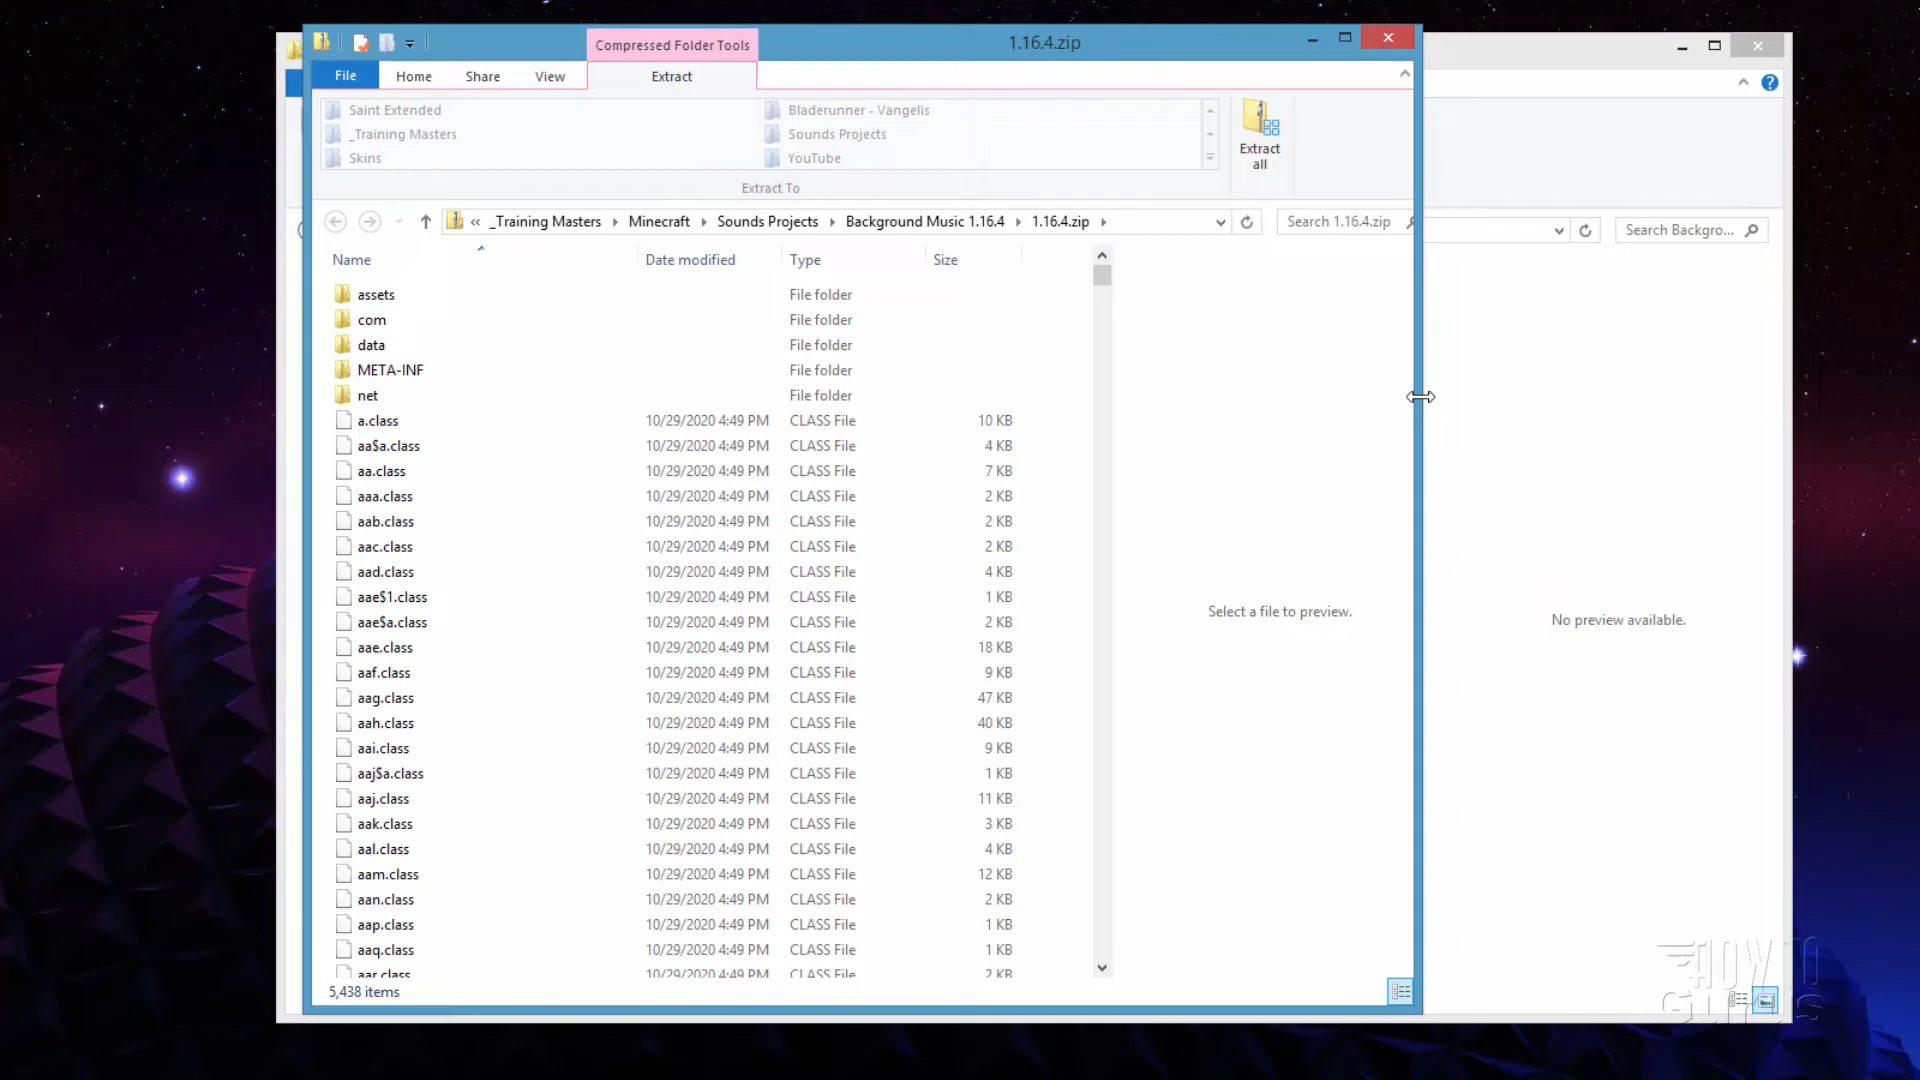 Compressed Folder Tools
1.16.4.zip
File
Home
Share
View
Extract
Saint Extended
_Training Masters
Skins
Bladerunner - Vangelis
Sounds Projects
YouTube
Extract all
Extract To
« _Training Masters Minecraft Sounds Projects Background Music 1.16.4 1.16.4.zip
Search 1.16.4.zip
Search Backgro...
Name Date modified Type Size
assets File folder
com File folder
data File folder
META-INF File folder
net File folder
a.class 10/29/2020 4:49 PM CLASS File 10 KB
aa$a.class 10/29/2020 4:49 PM CLASS File 4 KB
aa.class 10/29/2020 4:49 PM CLASS File 7 KB
aaa.class 10/29/2020 4:49 PM CLASS File 2 KB
aab.class 10/29/2020 4:49 PM CLASS File 2 KB
aac.class 10/29/2020 4:49 PM CLASS File 2 KB
aad.class 10/29/2020 4:49 PM CLASS File 4 KB
aae$1.class 10/29/2020 4:49 PM CLASS File 1 KB
aae$a.class 10/29/2020 4:49 PM CLASS File 2 KB
aae.class 10/29/2020 4:49 PM CLASS File 18 KB
aaf.class 10/29/2020 4:49 PM CLASS File 9 KB
aag.class 10/29/2020 4:49 PM CLASS File 47 KB
aah.class 10/29/2020 4:49 PM CLASS File 40 KB
aai.class 10/29/2020 4:49 PM CLASS File 9 KB
aaj$a.class 10/29/2020 4:49 PM CLASS File 1 KB
aaj.class 10/29/2020 4:49 PM CLASS File 11 KB
aak.class 10/29/2020 4:49 PM CLASS File 3 KB
aal.class 10/29/2020 4:49 PM CLASS File 4 KB
aam.class 10/29/2020 4:49 PM CLASS File 12 KB
aan.class 10/29/2020 4:49 PM CLASS File 2 KB
aap.class 10/29/2020 4:49 PM CLASS File 1 KB
aaq.class 10/29/2020 4:49 PM CLASS File 1 KB
aar.class 10/29/2020 4:49 PM CLASS File 2 KB
Select a file to preview.
No preview available.
5,438 items
HOW TO
GURUS